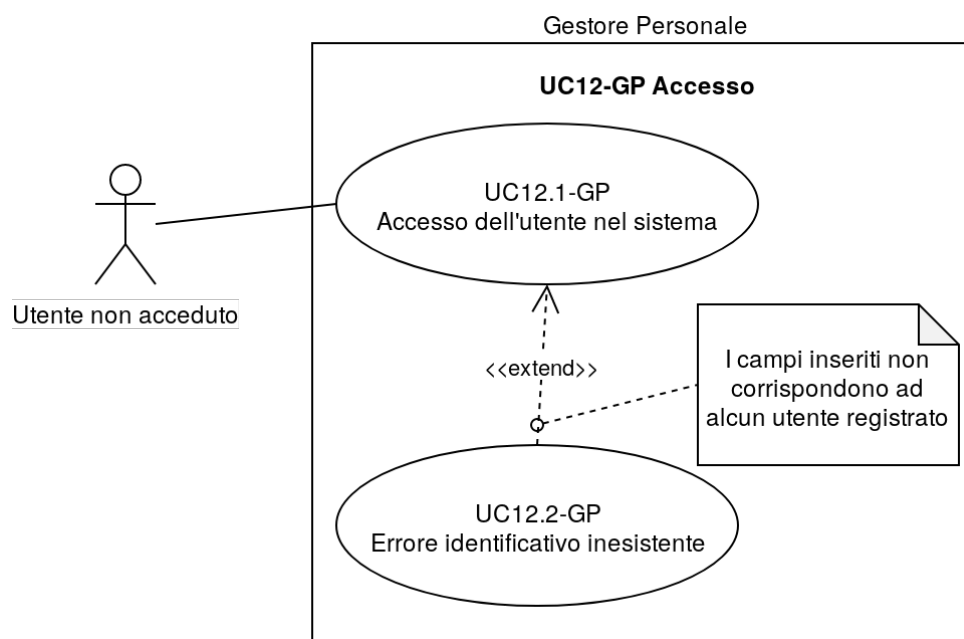 Gestore Personale
UC12-GP Accesso
UC12.1-GP
Accesso dell'utente nel sistema
Utente non acceduto
<<extend>>
I campi inseriti non
corrispondono ad
alcun utente registrato
UC12.2-GP
Errore identificativo inesistente